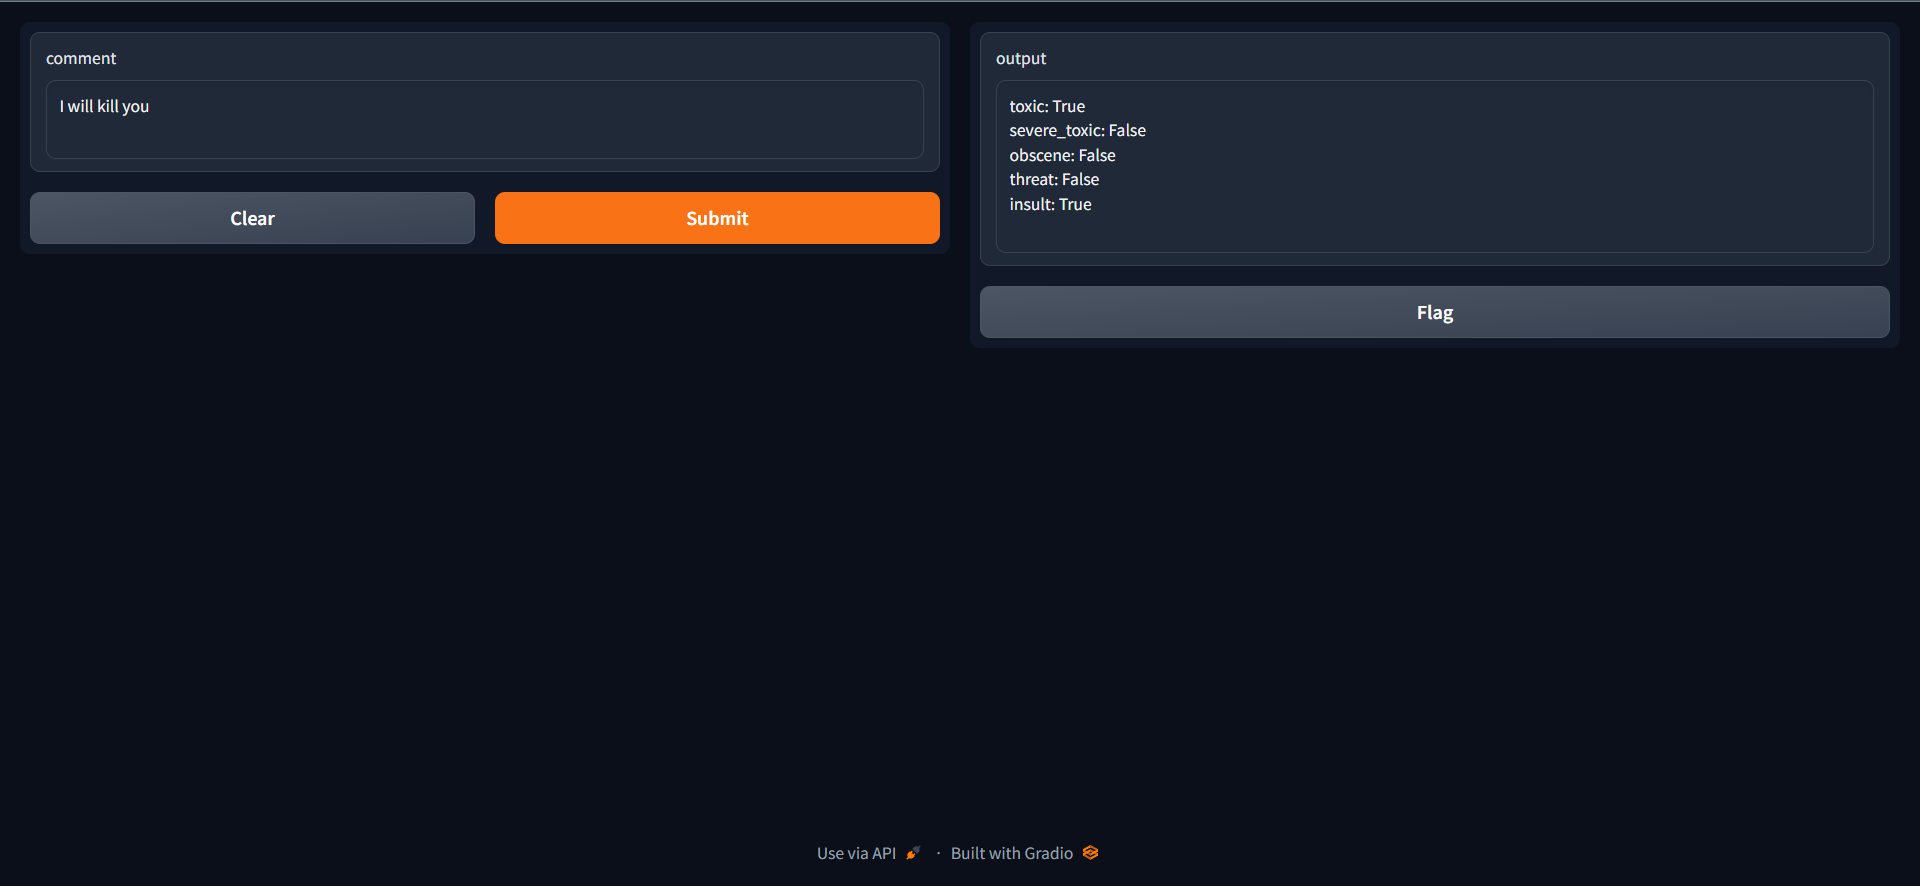 comment
I will kill you
Clear
Submit
output
toxic: True
severe_toxic: False
obscene: False
threat: False
insult: True
Flag
Use via API · Built with Gradio